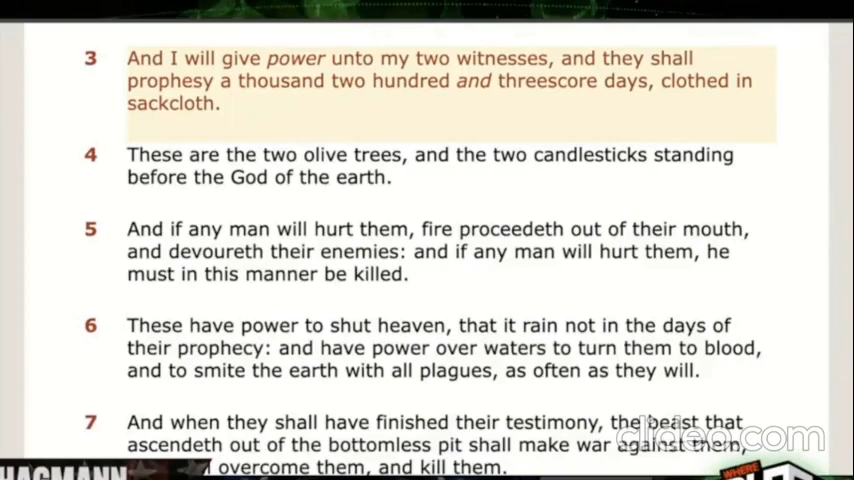 3 And I will give power unto my two witnesses, and they shall
prophesy a thousand two hundred and threescore days, clothed in
sackcloth.
4 These are the two olive trees, and the two candlesticks standing
before the God of the earth.
5 And if any man will hurt them, fire proceedeth out of their mouth,
and devoureth their enemies: and if any man will hurt them, he
must in this manner be killed.
6 These have power to shut heaven, that it rain not in the days of
their prophecy: and have power over waters to turn them to blood,
and to smite the earth with all plagues, as often as they will.
7 And when they shall have finished their testimony, the beast that
ascendeth out of the bottomless pit shall make war against them,
overcome them, and kill them.
clideo.com
HAGMANN
WHERE